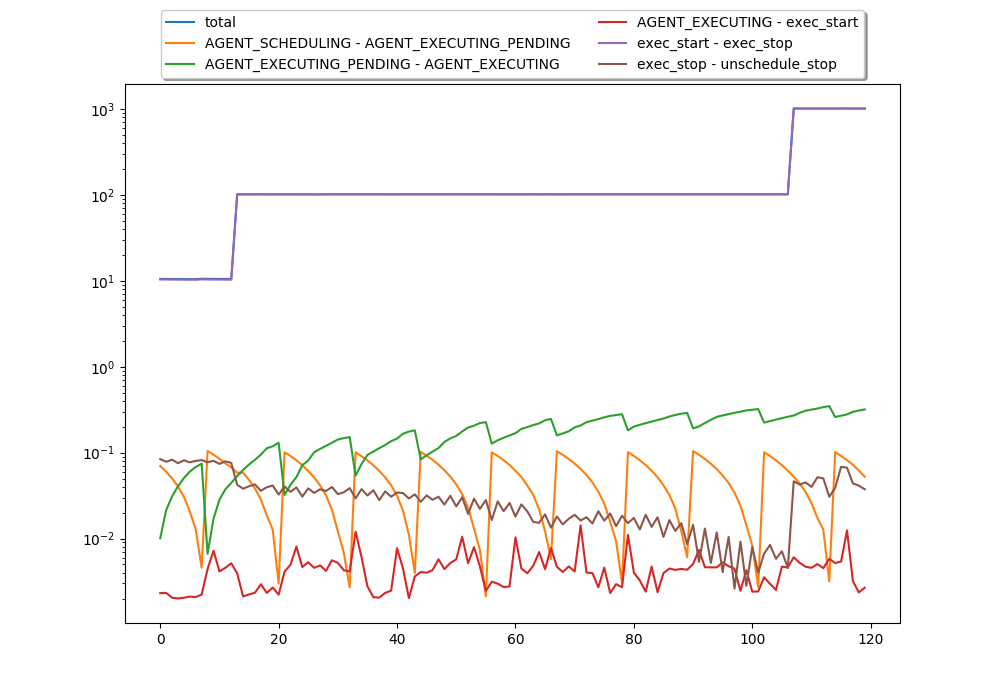 total
AGENT_SCHEDULING - AGENT_EXECUTING_PENDING
AGENT_EXECUTING_PENDING - AGENT_EXECUTING
AGENT_EXECUTING - exec_start
exec_start - exec_stop
exec_stop - unschedule_stop
10³
10²
10¹
10⁰
10⁻¹
10⁻²
0 20 40 60 80 100 120